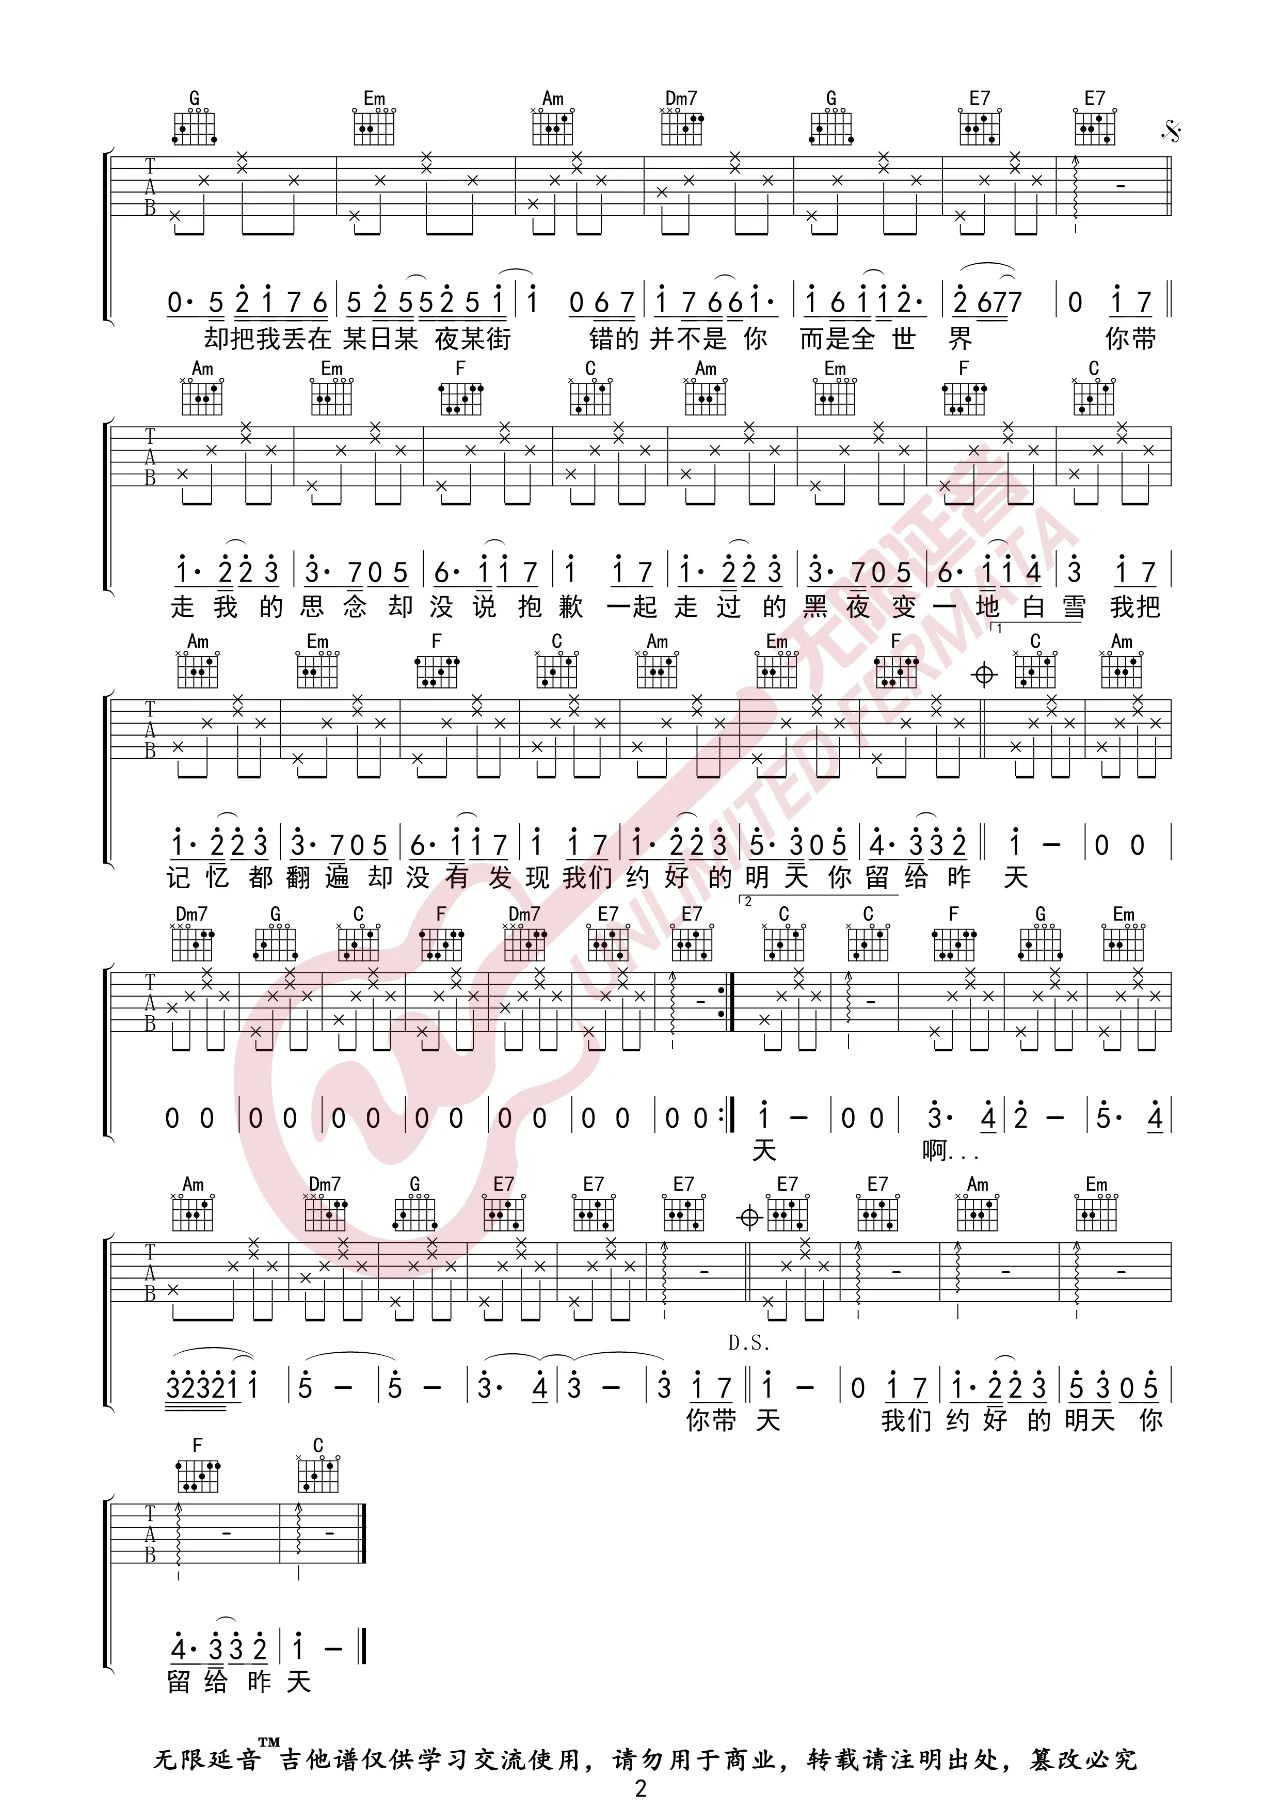 G Em Am Dm7 G E7 E7
T A B
0· 5 2 1 7 6 | 5 2 5 5 2 5 1 | 1 0 6 7 | 1 7 6 6 1· | 1 6 1 1 2· | 2 6 7 7 | 0 1 7 ‖
却把我丢在 某日某 夜某街 错的 并不是 你 而是全 世 界 你带
Am Em F C Am Em F C
T A B
1· 2 2 3 | 3· 7 0 5 | 6· 1 1 7 | 1 1 7 | 1· 2 2 3 | 3· 7 0 5 | 6· 1 1 4 | 3 1 7 |
走 我 的 思 念 却 没 说 抱 歉 一起 走 过 的 黑 夜 变 一 地 白 雪 我把
Am Em F C Am Em F 1 C Am
T A B
1· 2 2 3 | 3· 7 0 5 | 6· 1 1 7 | 1 1 7 | 1· 2 2 3 | 5· 3 0 5 | 4· 3 3 2 ‖ 1 – | 0 0 |
记 忆 都 翻 遍 却 没 有 发 现 我们 约 好 的 明 天 你 留 给 昨 天
Dm7 G C F Dm7 E7 E7 2 C C F G Em
T A B
0 0 | 0 0 | 0 0 | 0 0 | 0 0 | 0 0 | 0 0 :‖ 1 – | 0 0 | 3· 4 | 2 – | 5· 4
天 啊...
Am Dm7 G E7 E7 E7 E7 E7 Am Em
T A B
D.S.
3 2 3 2 1 1 | 5 – | 5 – | 3· 4 | 3 – | 3 1 7 ‖ 1 – | 0 1 7 | 1· 2 2 3 | 5 3 0 5 |
你带 天 我们 约 好 的 明天 你
F C
T A B
4· 3 3 2 | 1 – ‖
留 给 昨 天
无限延音
UNLIMITED FERMATA
无限延音™吉他谱仅供学习交流使用，请勿用于商业，转载请注明出处，篡改必究
2